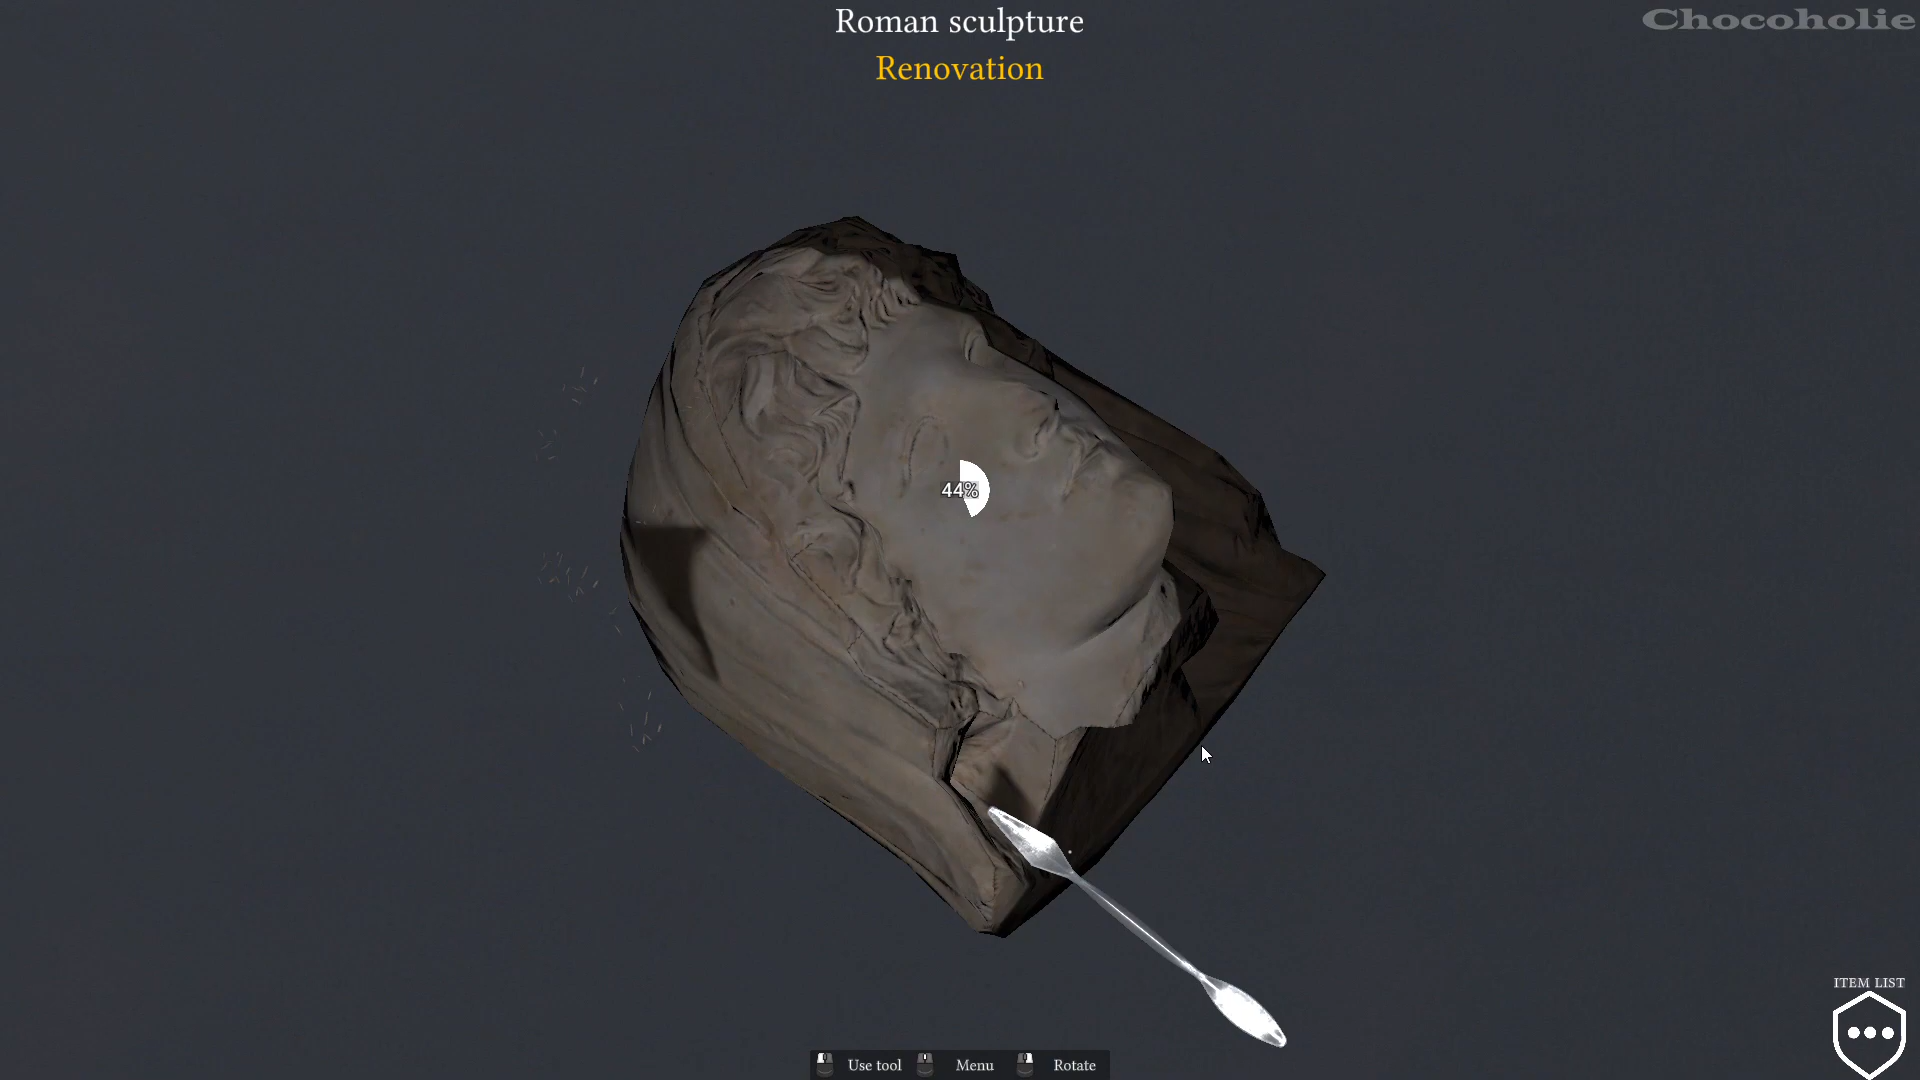 Roman sculpture
Chocoholie
Renovation
44%
ITEM LIST
Use tool Menu Rotate